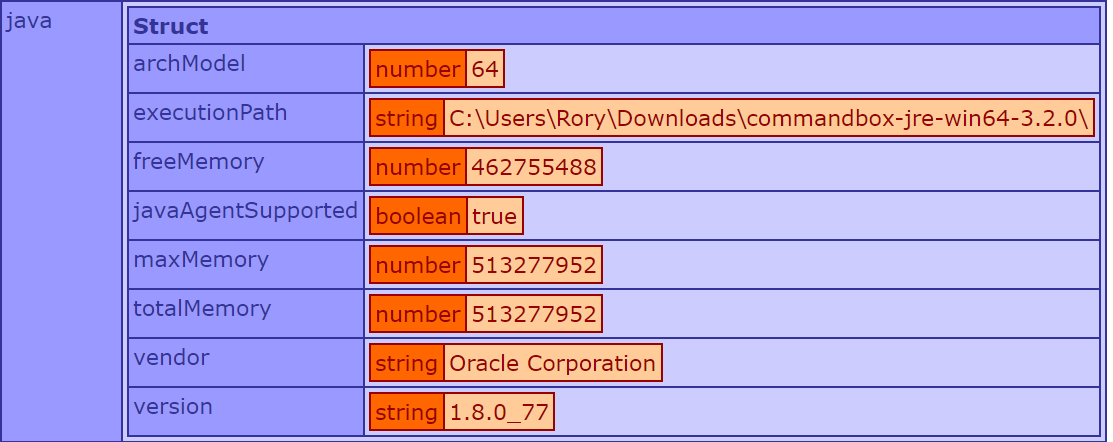 java
Struct
archModel number 64
executionPath string C:\Users\Rory\Downloads\commandbox-jre-win64-3.2.0\
freeMemory number 462755488
javaAgentSupported boolean true
maxMemory number 513277952
totalMemory number 513277952
vendor string Oracle Corporation
version string 1.8.0_77